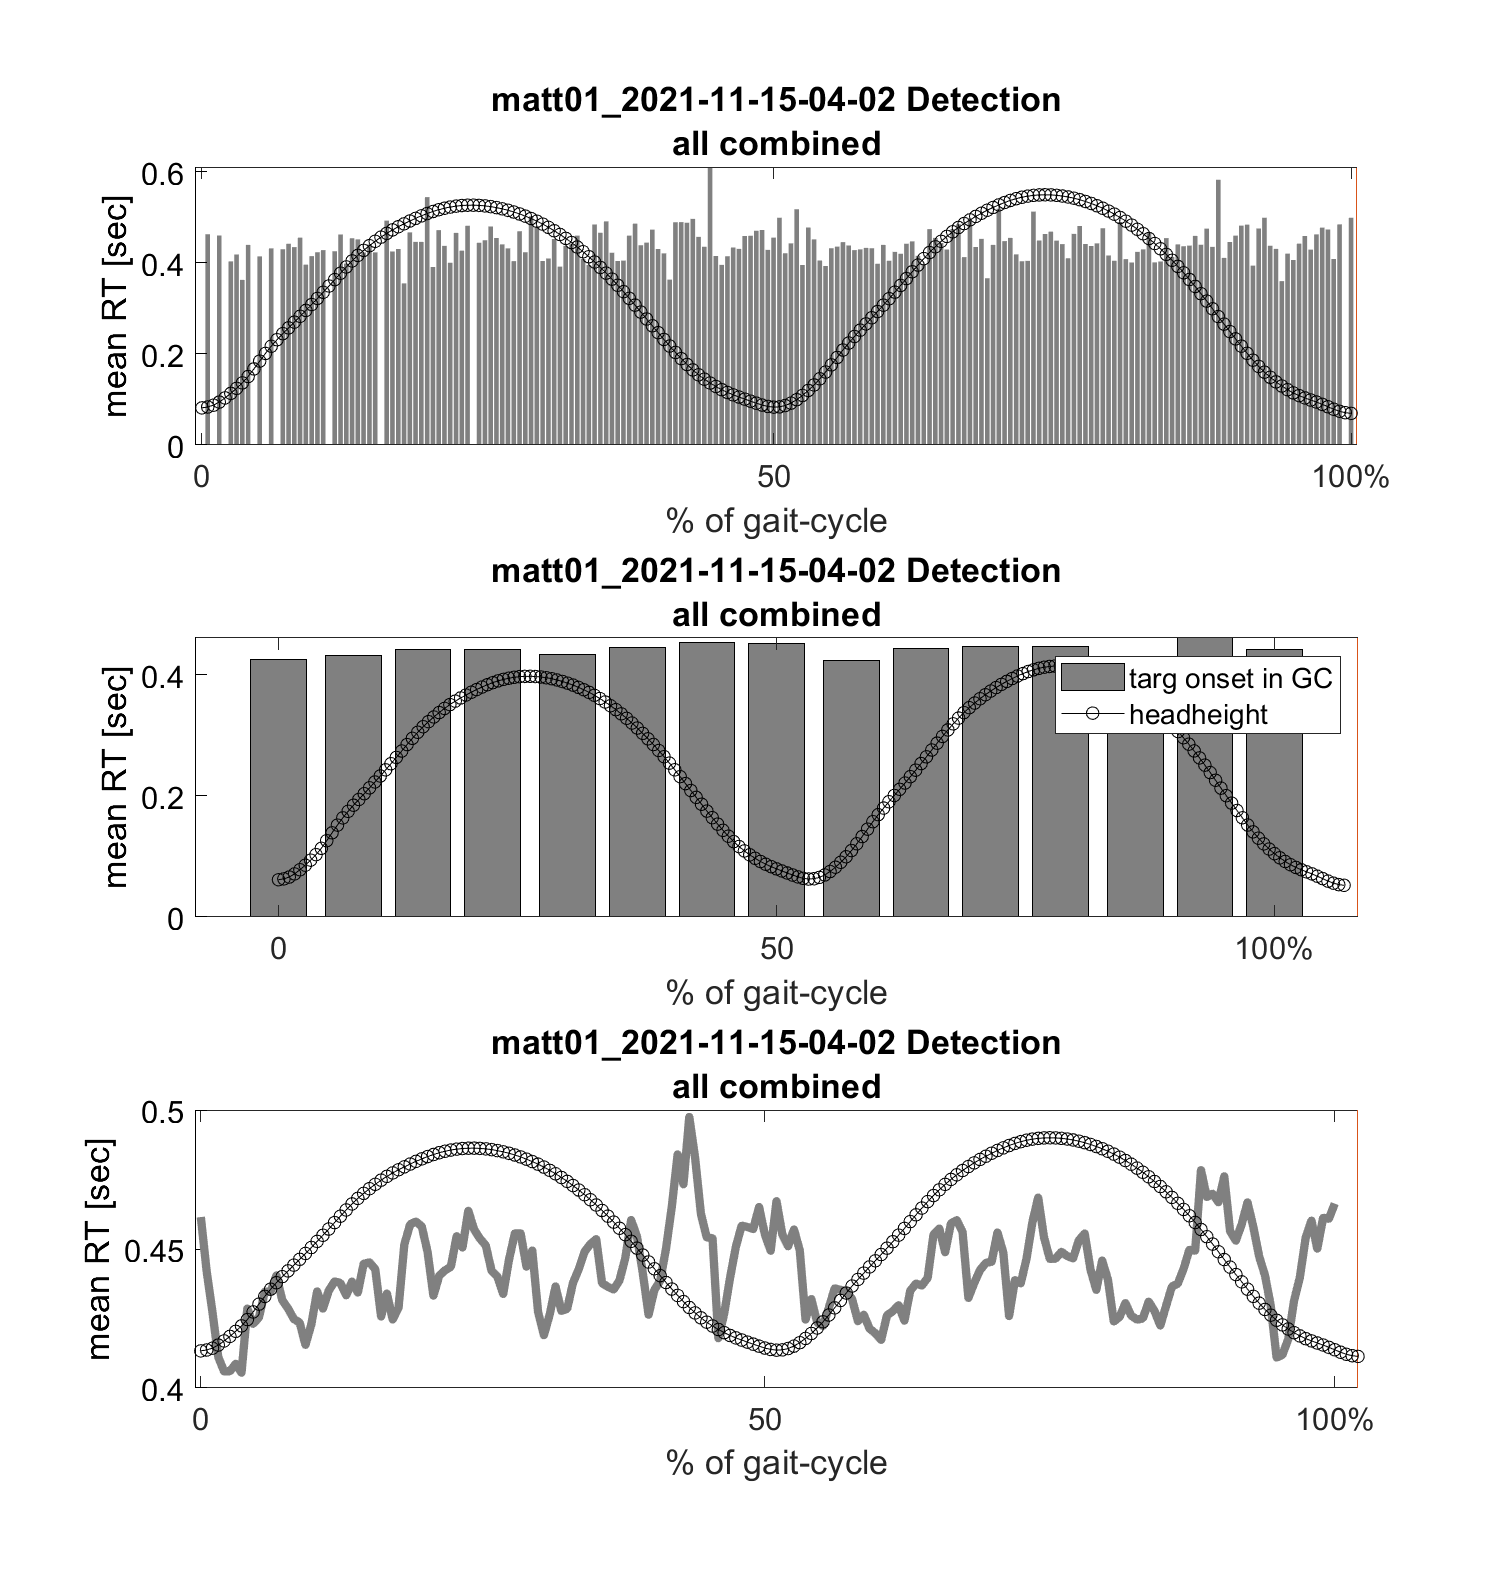 matt01_2021-11-15-04-02 Detection
all combined
mean RT [sec]
0.6
0.4
0.2
0
0 50 100%
% of gait-cycle
matt01_2021-11-15-04-02 Detection
all combined
mean RT [sec]
0.4
0.2
0
targ onset in GC
headheight
0 50 100%
% of gait-cycle
matt01_2021-11-15-04-02 Detection
all combined
mean RT [sec]
0.5
0.45
0.4
0 50 100%
% of gait-cycle